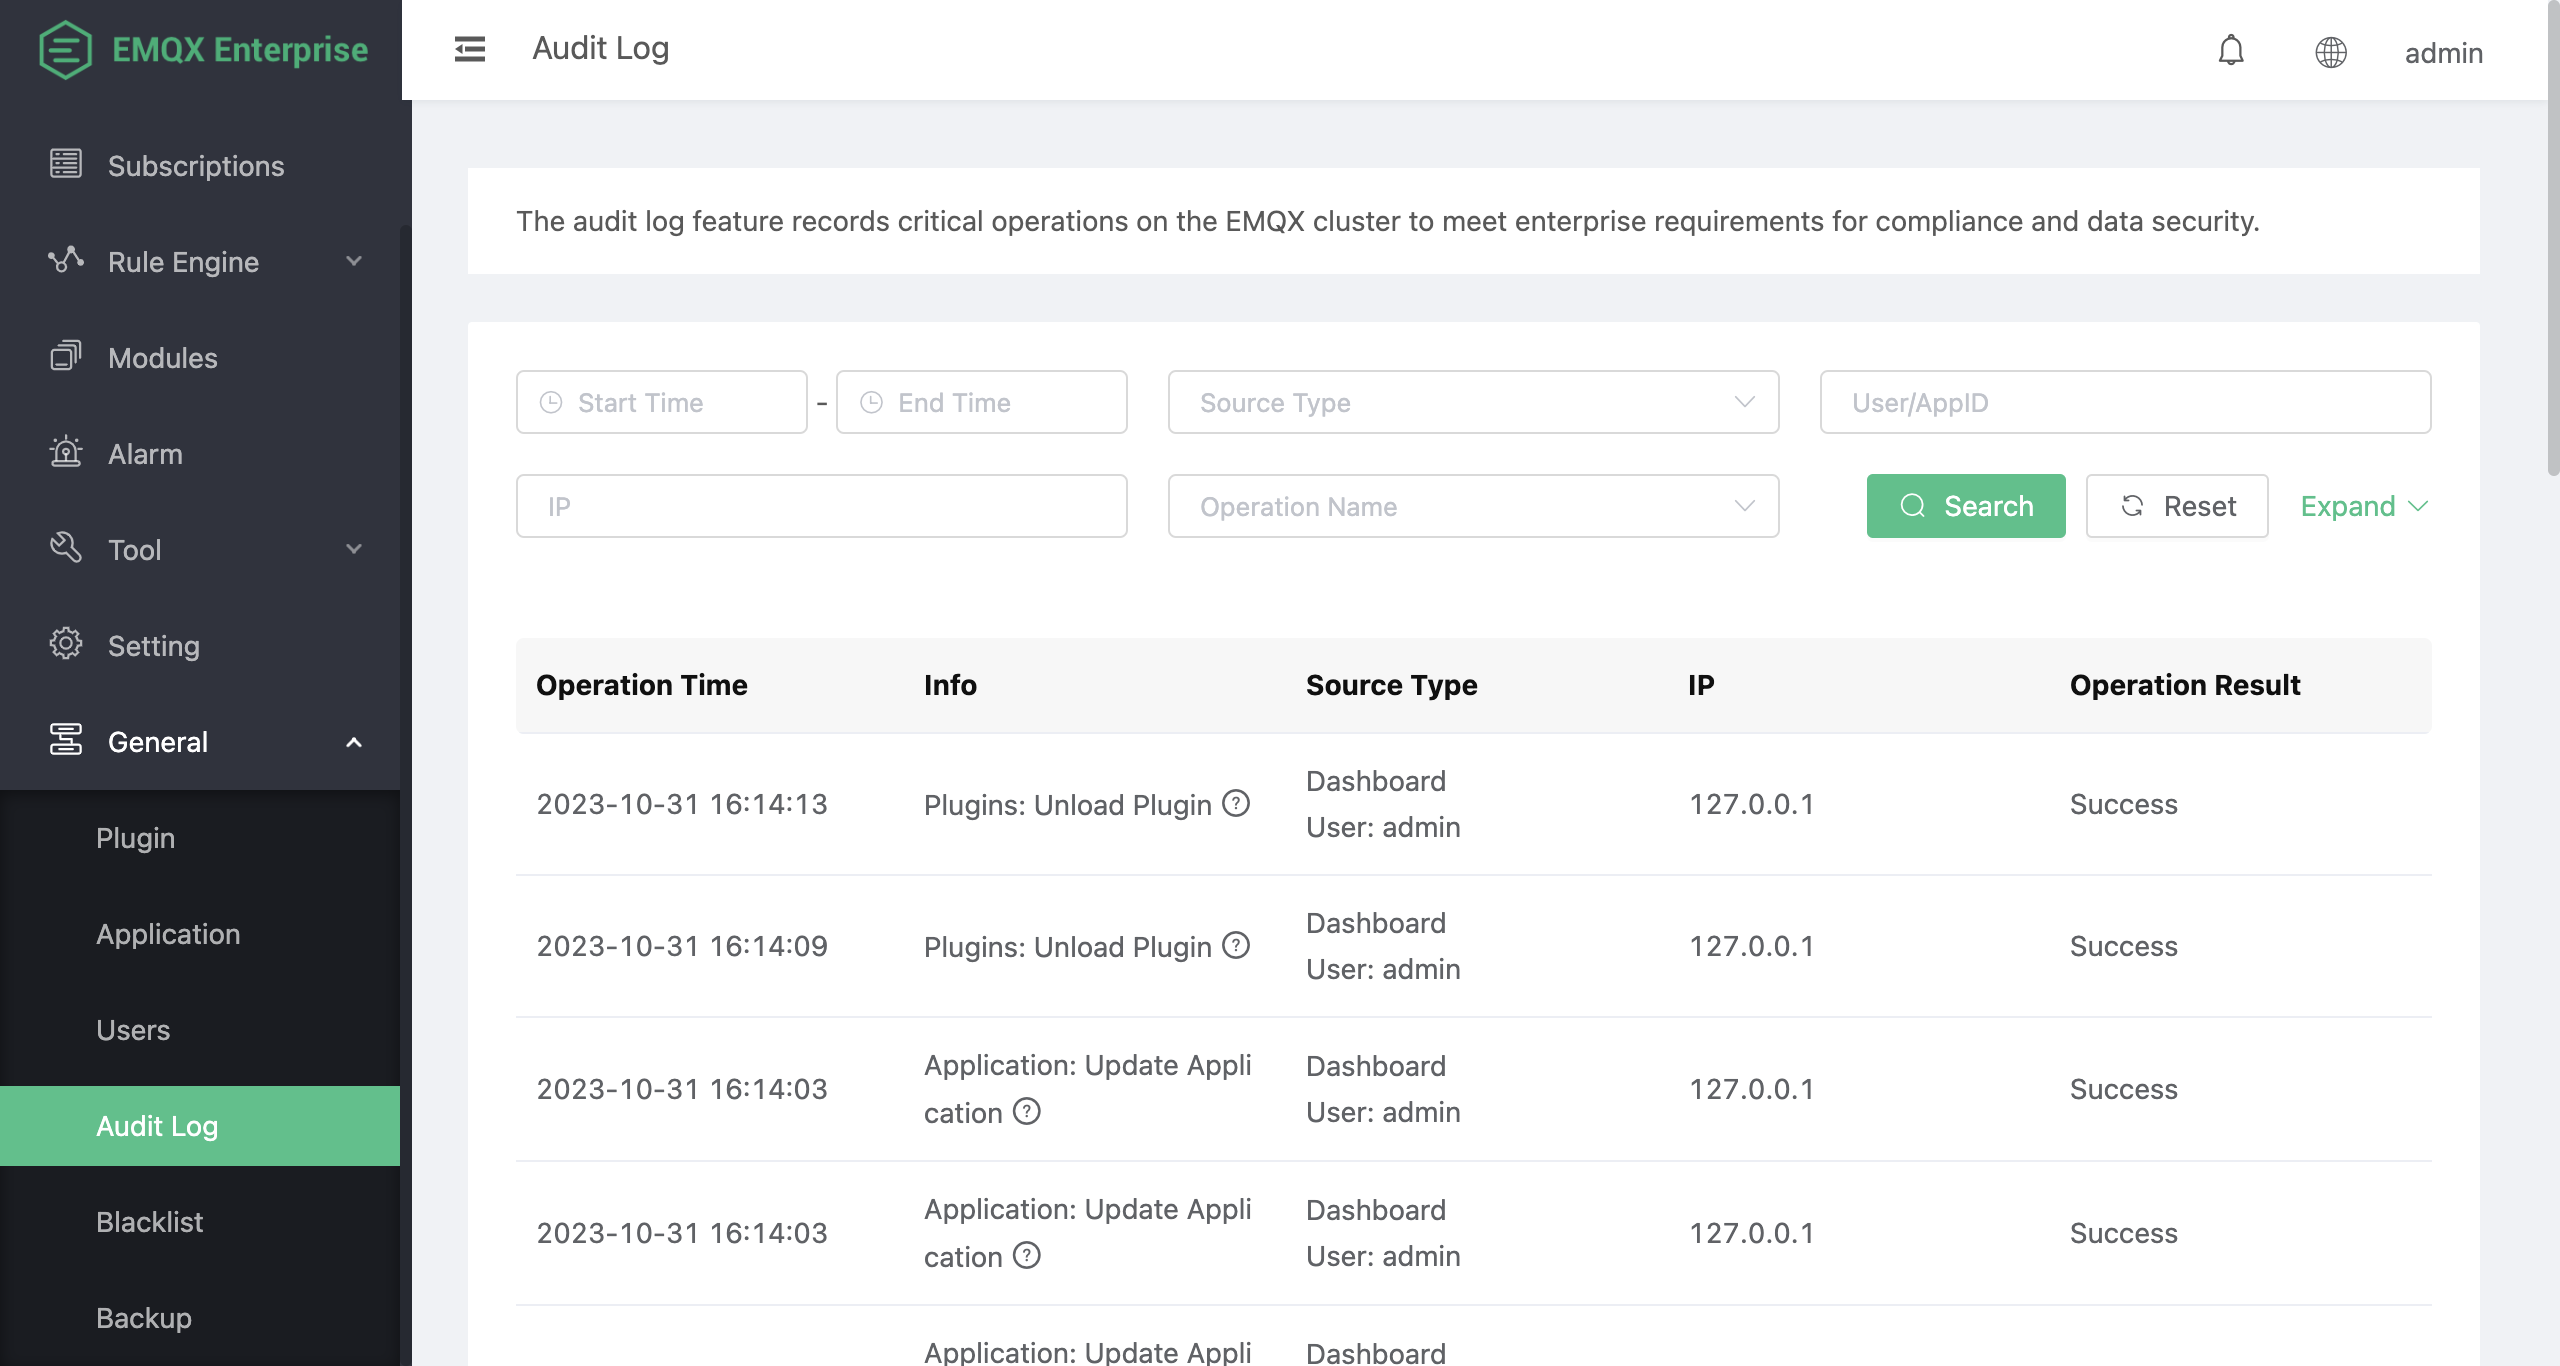 EMQX Enterprise
Audit Log
admin
Subscriptions
Rule Engine
Modules
Alarm
Tool
Setting
General
Plugin
Application
Users
Audit Log
Blacklist
Backup
The audit log feature records critical operations on the EMQX cluster to meet enterprise requirements for compliance and data security.
Start Time - End Time Source Type User/AppID
IP Operation Name Search Reset Expand
Operation Time Info Source Type IP Operation Result
2023-10-31 16:14:13 Plugins: Unload Plugin Dashboard 127.0.0.1 Success
User: admin
2023-10-31 16:14:09 Plugins: Unload Plugin Dashboard 127.0.0.1 Success
User: admin
2023-10-31 16:14:03 Application: Update Appli Dashboard 127.0.0.1 Success
cation User: admin
2023-10-31 16:14:03 Application: Update Appli Dashboard 127.0.0.1 Success
cation User: admin
Application: Update Appli Dashboard